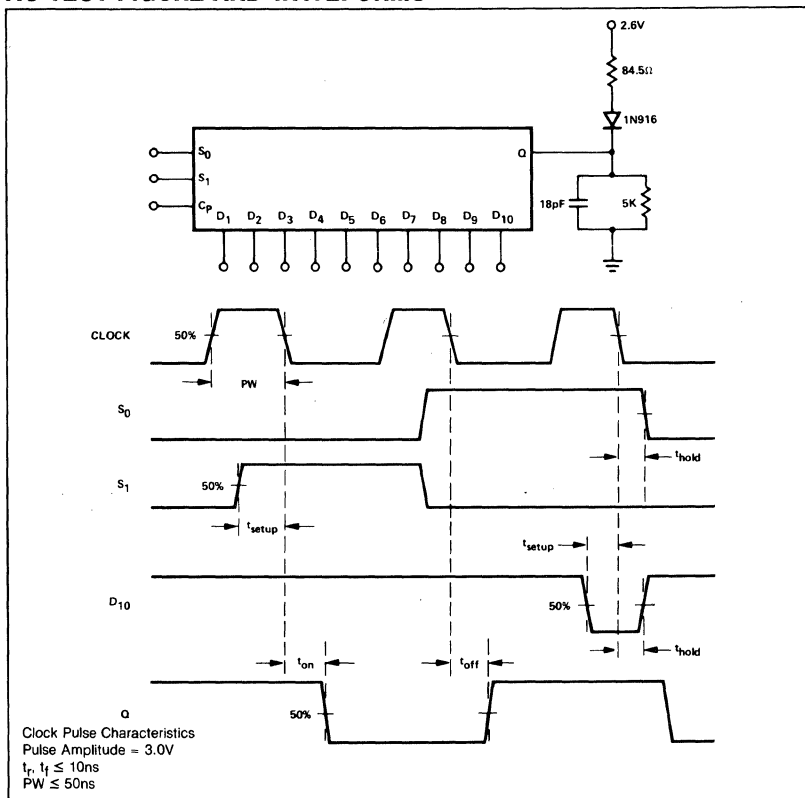 2.6V
84.5Ω
1N916
S0
S1
CP
Q
D1 D2 D3 D4 D5 D6 D7 D8 D9 D10
18pF
5K
CLOCK
50%
PW
S0
thold
S1
50%
tsetup
tsetup
D10
50%
thold
ton
toff
Q
50%
Clock Pulse Characteristics
Pulse Amplitude = 3.0V
tr, tf ≤ 10ns
PW ≤ 50ns